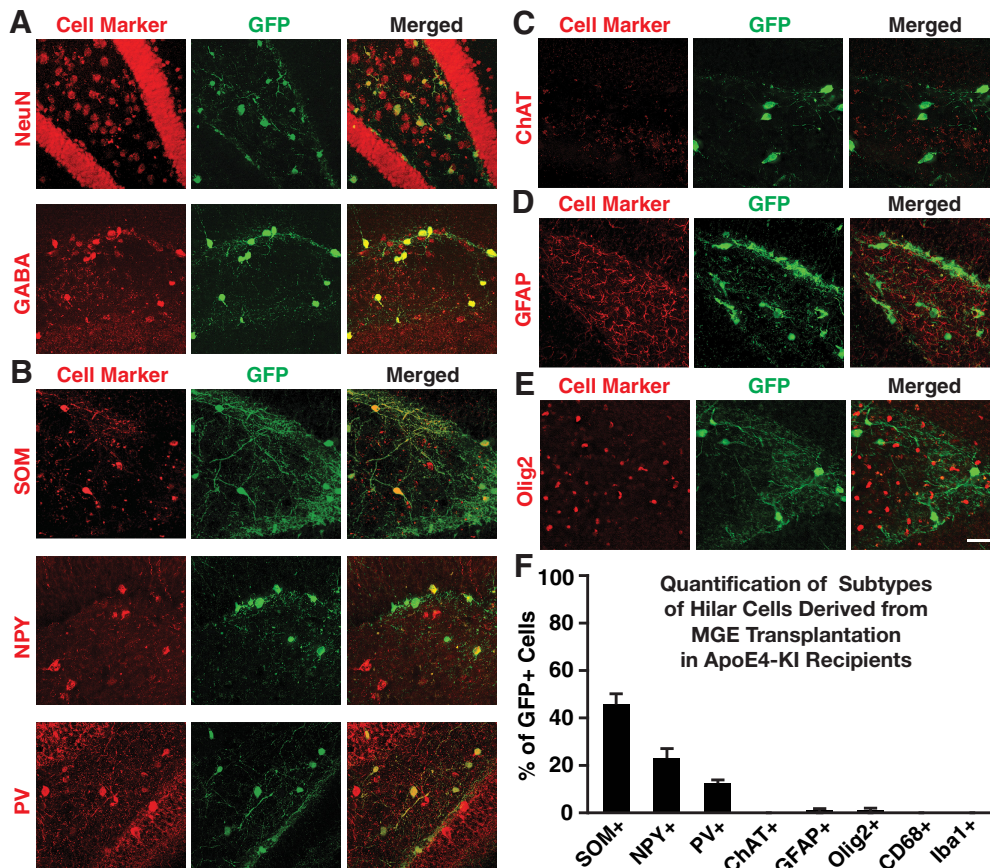 A
Cell Marker GFP Merged
NeuN
GABA
B
Cell Marker GFP Merged
SOM
NPY
PV
C
Cell Marker GFP Merged
ChAT
D
Cell Marker GFP Merged
GFAP
E
Cell Marker GFP Merged
Olig2
F
Quantification of Subtypes
of Hilar Cells Derived from
MGE Transplantation
in ApoE4-KI Recipients
% of GFP+ Cells
100
80
60
40
20
0
SOM+ NPY+ PV+ ChAT+ GFAP+ Olig2+ CD68+ Iba1+